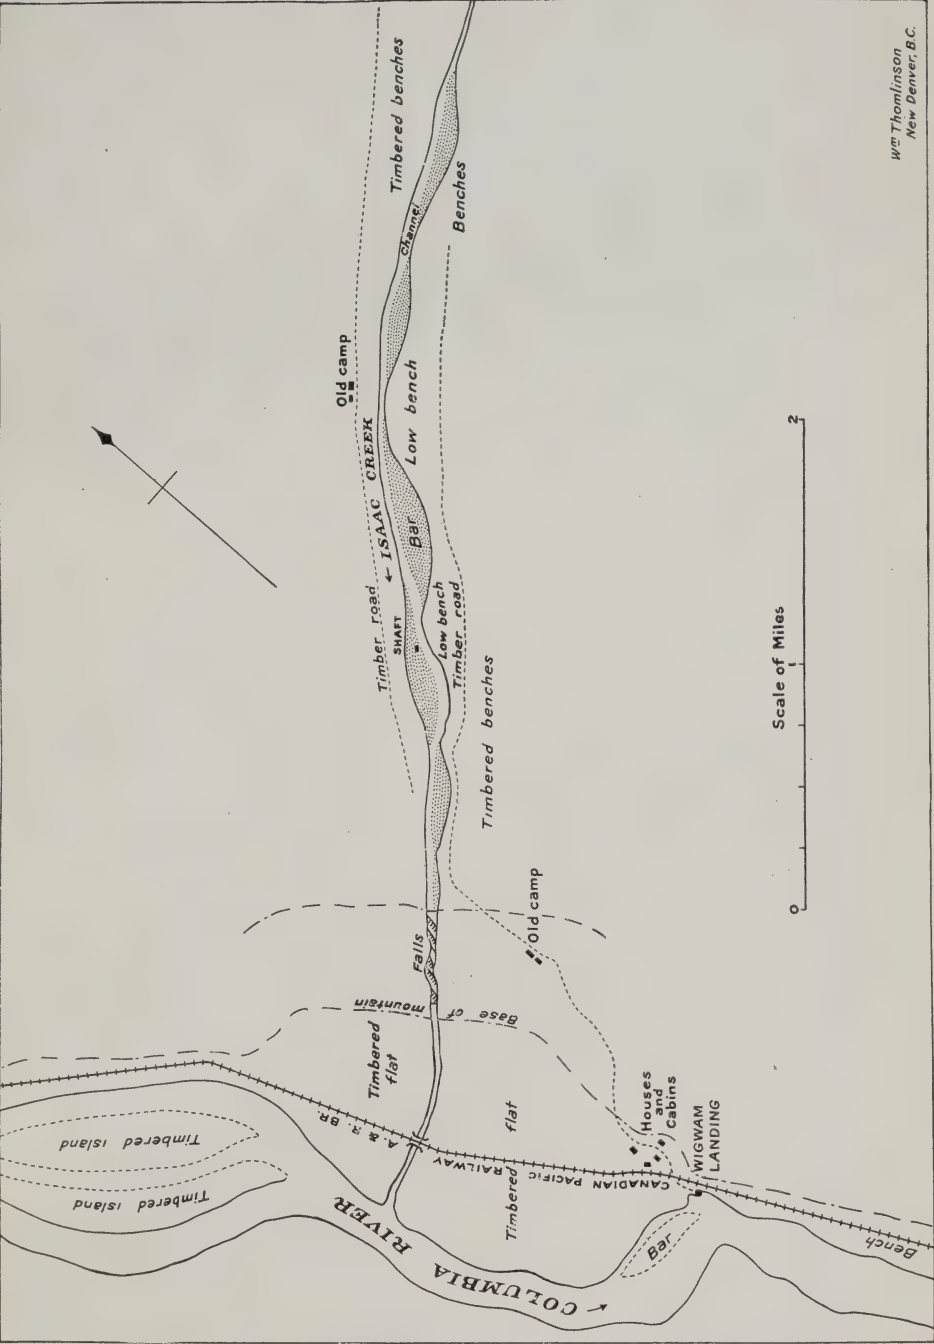 Wm Thomlinson
New Denver, B.C.
Timbered benches
Channel
Benches
Old camp
Low bench
← ISAAC CREEK
Bar
Timber road
SHAFT
Low bench
Timber road
Timbered benches
Scale of Miles
0
1
2
Old camp
Falls
Base of mountain
Timbered
flat
Timbered flat
A. & R. BR.
CANADIAN PACIFIC RAILWAY
Houses
and
Cabins
WIGWAM
LANDING
Timbered island
Timbered island
COLUMBIA RIVER
Bar
Bench